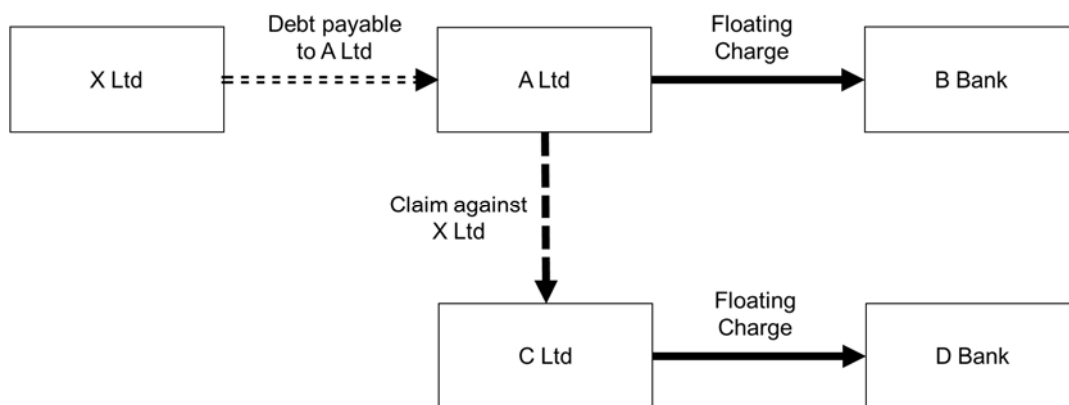 Debt payable
to A Ltd
Floating
Charge
X Ltd
A Ltd
B Bank
Claim against
X Ltd
Floating
Charge
C Ltd
D Bank